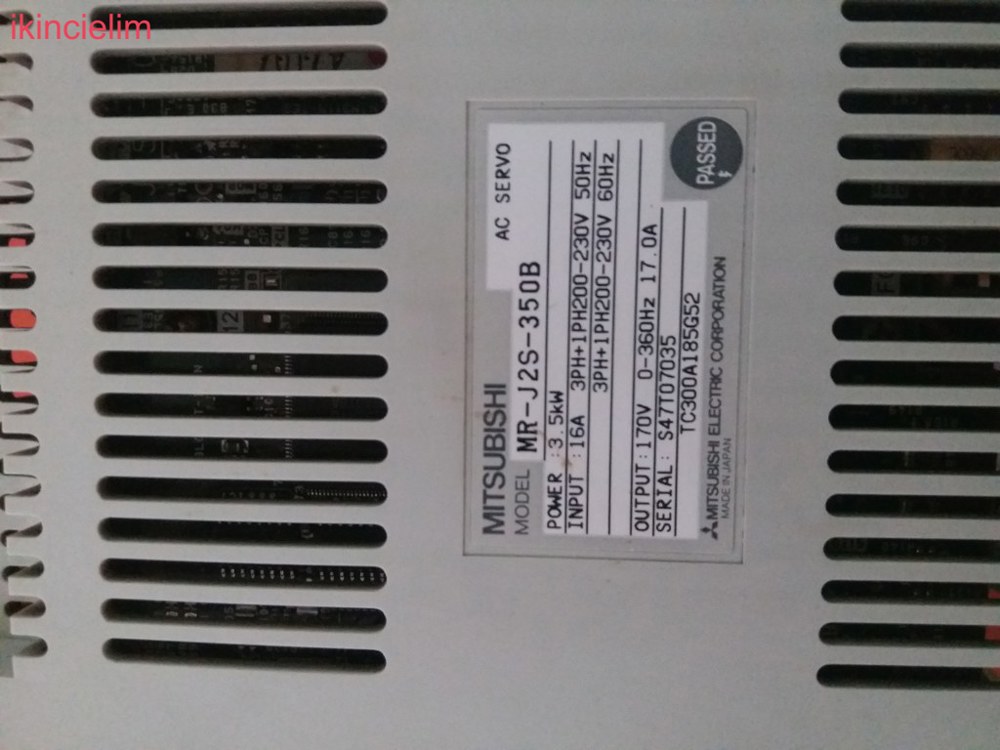 ikincielim
MITSUBISHI
AC SERVO
MODEL MR-J2S-350B
POWER :3.5kW
INPUT :16A 3PH+1PH200-230V 50Hz
3PH+1PH200-230V 60Hz
OUTPUT:170V 0-360Hz 17.0A
SERIAL: S47T07035
TC300A185G52
MITSUBISHI ELECTRIC CORPORATION
MADE IN JAPAN
PASSED